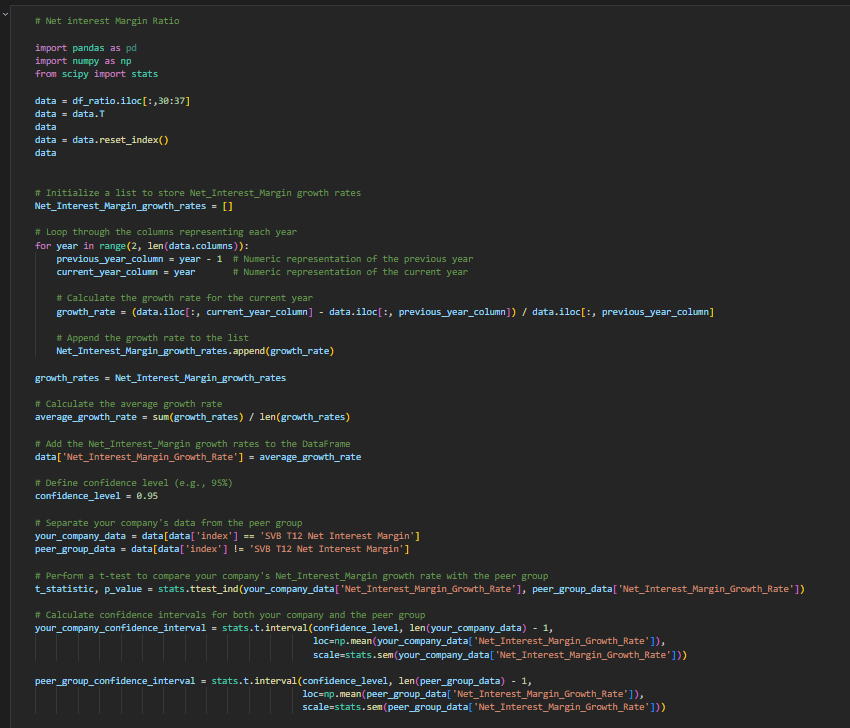 # Net interest Margin Ratio
import pandas as pd
import numpy as np
from scipy import stats
data = df_ratio.iloc[:,30:37]
data = data.T
data
data = data.reset_index()
data
# Initialize a list to store Net_Interest_Margin growth rates
Net_Interest_Margin_growth_rates = []
# Loop through the columns representing each year
for year in range(2, len(data.columns)):
    previous_year_column = year - 1  # Numeric representation of the previous year
    current_year_column = year       # Numeric representation of the current year
    # Calculate the growth rate for the current year
    growth_rate = (data.iloc[:, current_year_column] - data.iloc[:, previous_year_column]) / data.iloc[:, previous_year_column]
    # Append the growth rate to the list
    Net_Interest_Margin_growth_rates.append(growth_rate)
growth_rates = Net_Interest_Margin_growth_rates
# Calculate the average growth rate
average_growth_rate = sum(growth_rates) / len(growth_rates)
# Add the Net_Interest_Margin growth rates to the DataFrame
data['Net_Interest_Margin_Growth_Rate'] = average_growth_rate
# Define confidence level (e.g., 95%)
confidence_level = 0.95
# Separate your company's data from the peer group
your_company_data = data[data['index'] == 'SVB T12 Net Interest Margin']
peer_group_data = data[data['index'] != 'SVB T12 Net Interest Margin']
# Perform a t-test to compare your company's Net_Interest_Margin growth rate with the peer group
t_statistic, p_value = stats.ttest_ind(your_company_data['Net_Interest_Margin_Growth_Rate'], peer_group_data['Net_Interest_Margin_Growth_Rate'])
# Calculate confidence intervals for both your company and the peer group
your_company_confidence_interval = stats.t.interval(confidence_level, len(your_company_data) - 1,
                                                    loc=np.mean(your_company_data['Net_Interest_Margin_Growth_Rate']),
                                                    scale=stats.sem(your_company_data['Net_Interest_Margin_Growth_Rate']))
peer_group_confidence_interval = stats.t.interval(confidence_level, len(peer_group_data) - 1,
                                                  loc=np.mean(peer_group_data['Net_Interest_Margin_Growth_Rate']),
                                                  scale=stats.sem(peer_group_data['Net_Interest_Margin_Growth_Rate']))